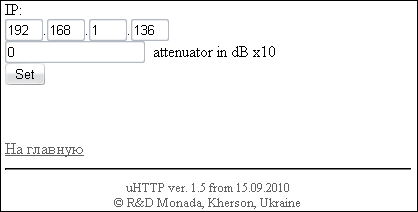 IP:
192.168.1.136
0 attenuator in dB x10
Set
На главную
uHTTP ver. 1.5 from 15.09.2010
© R&D Monada, Kherson, Ukraine